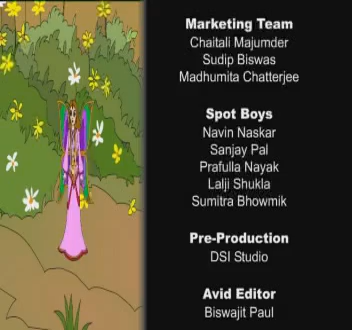 Marketing Team
Chaitali Majumder
Sudip Biswas
Madhumita Chatterjee
Spot Boys
Navin Naskar
Sanjay Pal
Prafulla Nayak
Lalji Shukla
Sumitra Bhowmik
Pre-Production
DSI Studio
Avid Editor
Biswajit Paul